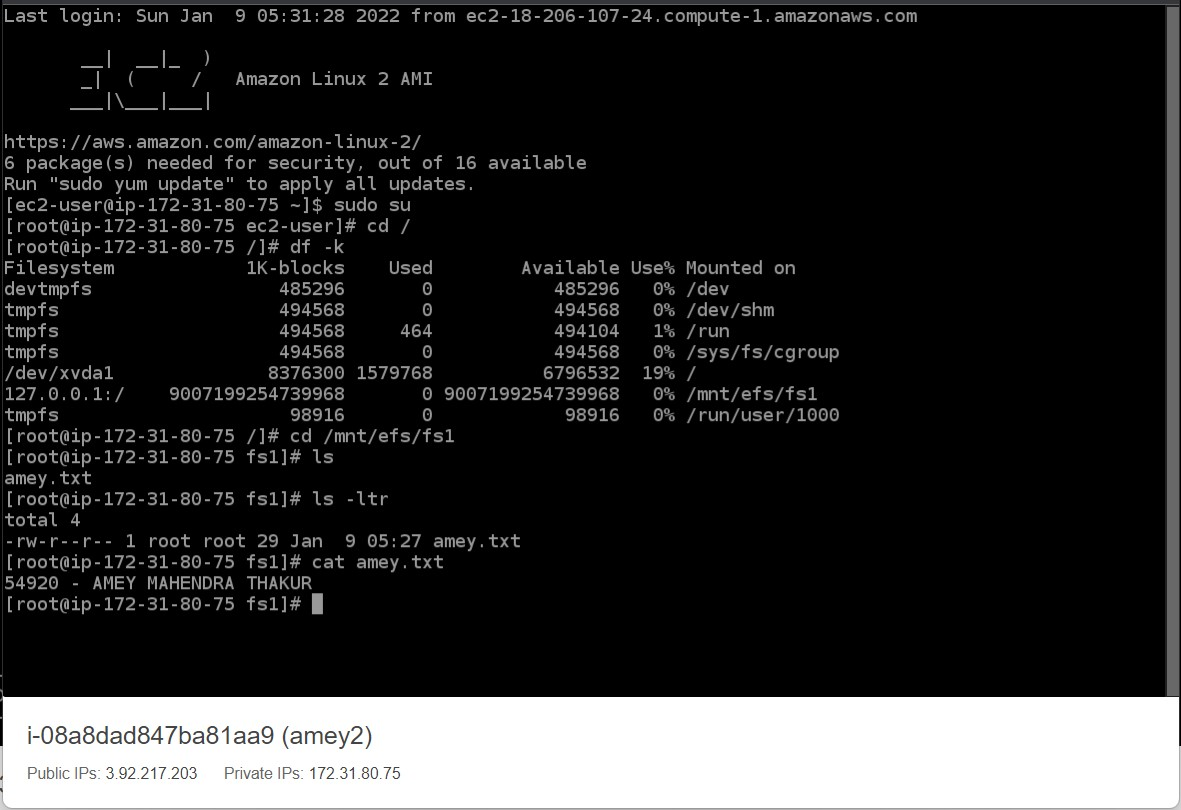 Last login: Sun Jan  9 05:31:28 2022 from ec2-18-206-107-24.compute-1.amazonaws.com
       __|  __|_  )
       _|  (     /   Amazon Linux 2 AMI
      ___|\___|___|
https://aws.amazon.com/amazon-linux-2/
6 package(s) needed for security, out of 16 available
Run "sudo yum update" to apply all updates.
[ec2-user@ip-172-31-80-75 ~]$ sudo su
[root@ip-172-31-80-75 ec2-user]# cd /
[root@ip-172-31-80-75 /]# df -k
Filesystem            1K-blocks    Used        Available Use% Mounted on
devtmpfs                 485296       0           485296   0% /dev
tmpfs                    494568       0           494568   0% /dev/shm
tmpfs                    494568     464           494104   1% /run
tmpfs                    494568       0           494568   0% /sys/fs/cgroup
/dev/xvda1              8376300 1579768          6796532  19% /
127.0.0.1:/    9007199254739968       0 9007199254739968   0% /mnt/efs/fs1
tmpfs                     98916       0            98916   0% /run/user/1000
[root@ip-172-31-80-75 /]# cd /mnt/efs/fs1
[root@ip-172-31-80-75 fs1]# ls
amey.txt
[root@ip-172-31-80-75 fs1]# ls -ltr
total 4
-rw-r--r-- 1 root root 29 Jan  9 05:27 amey.txt
[root@ip-172-31-80-75 fs1]# cat amey.txt
54920 - AMEY MAHENDRA THAKUR
[root@ip-172-31-80-75 fs1]#
i-08a8dad847ba81aa9 (amey2)
Public IPs: 3.92.217.203 Private IPs: 172.31.80.75